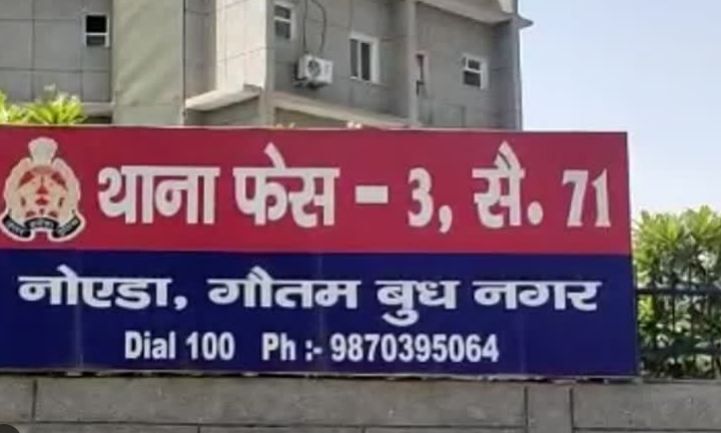 थाना फेस - 3, सै. 71
नोएडा, गौतम बुध नगर
Dial 100 Ph :- 9870395064